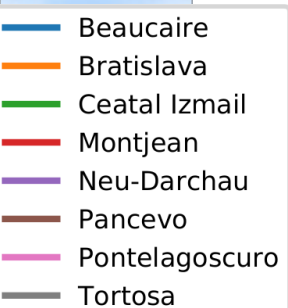 Beaucaire
Bratislava
Ceatal Izmail
Montjean
Neu-Darchau
Pancevo
Pontelagoscuro
Tortosa